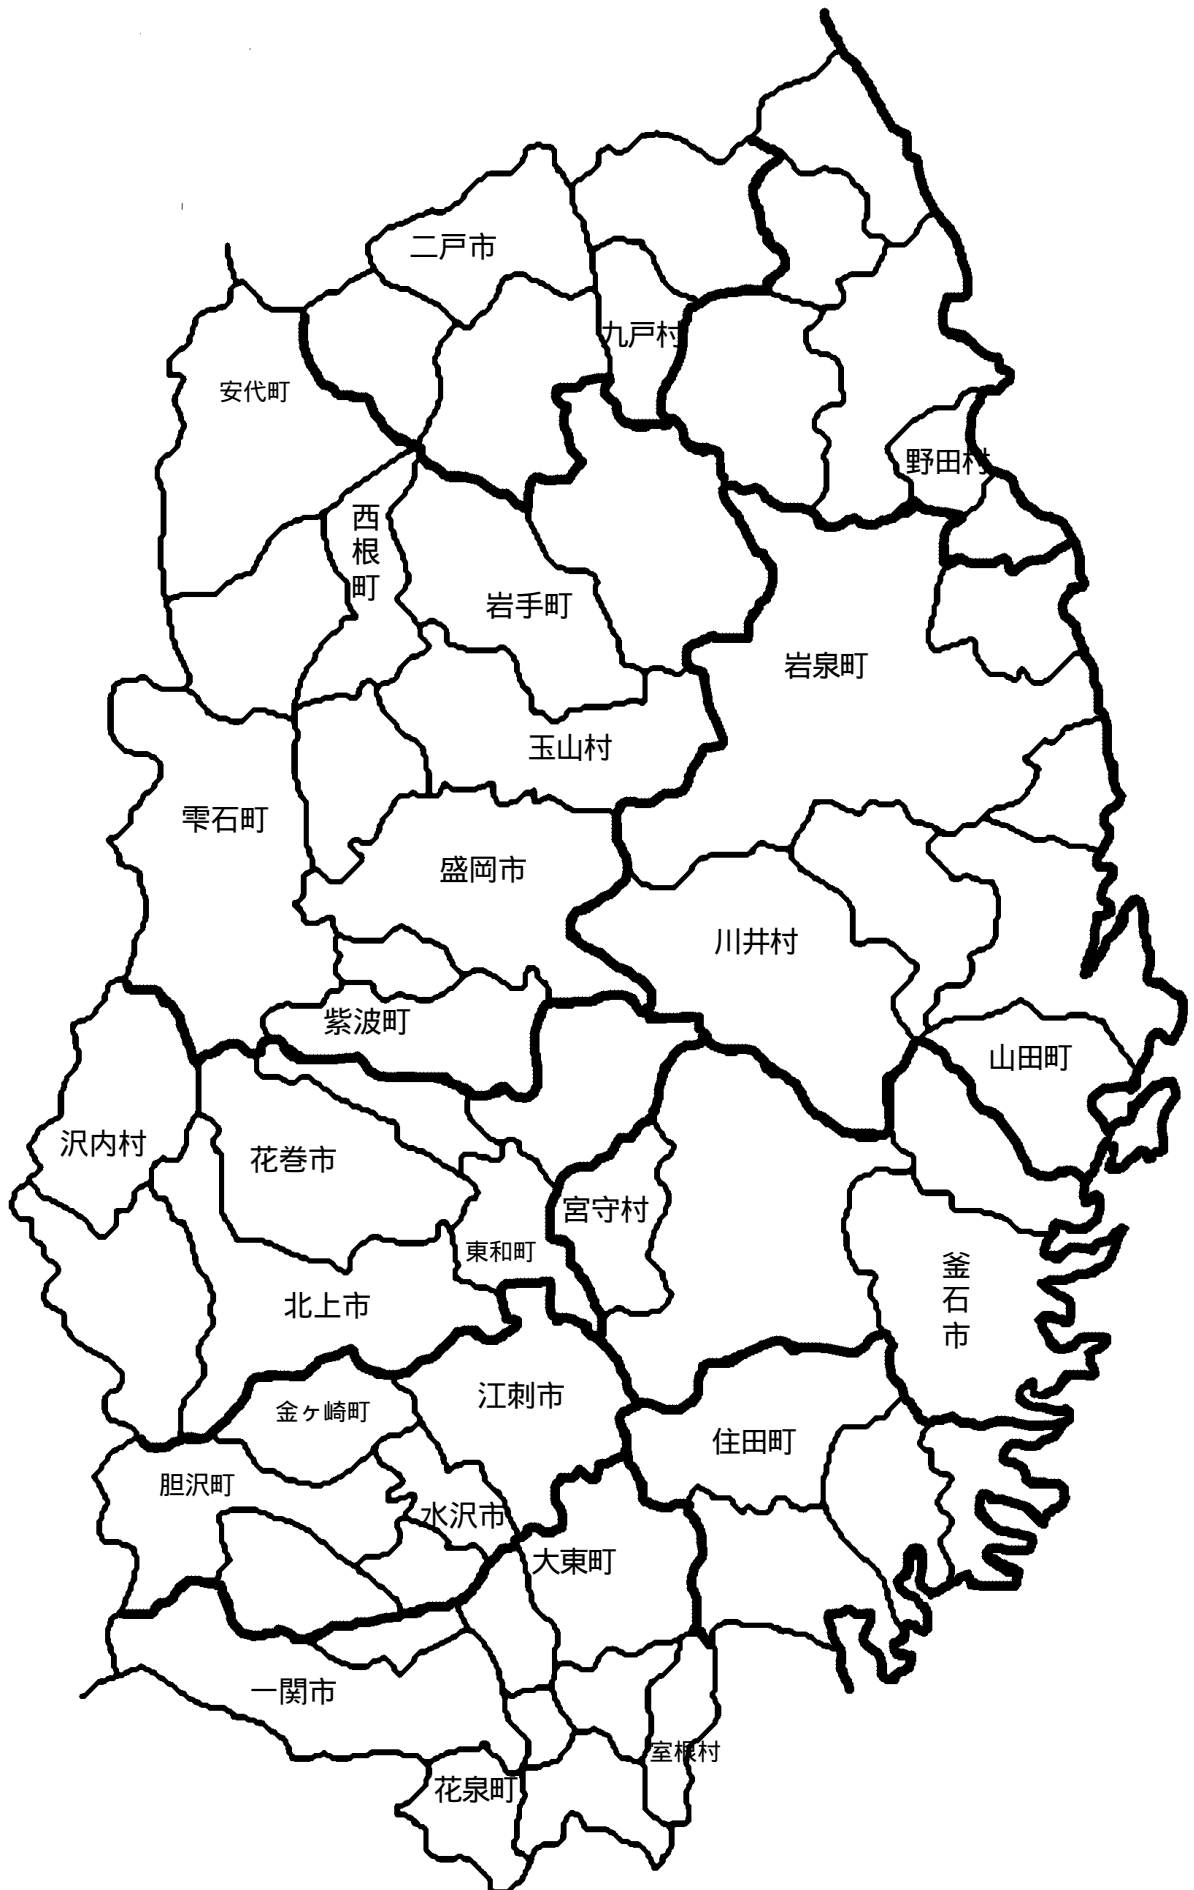 二戸市
九戸村
安代町
野田村
西根町
岩手町
岩泉町
玉山村
雫石町
盛岡市
川井村
紫波町
山田町
沢内村
花巻市
宮守村
東和町
釜石市
北上市
江刺市
金ヶ崎町
住田町
胆沢町
水沢市
大東町
一関市
室根村
花泉町